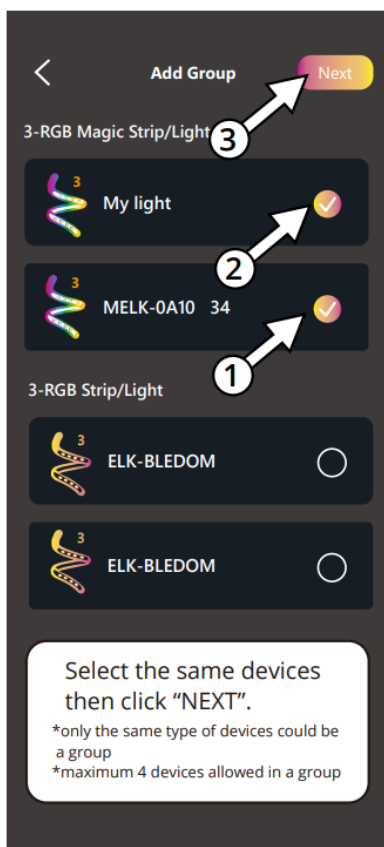 Add Group
Next
3-RGB Magic Strip/Light
3
3
My light
2
3
MELK-0A10 34
1
3-RGB Strip/Light
3
ELK-BLEDOM
3
ELK-BLEDOM
Select the same devices
then click “NEXT”.
*only the same type of devices could be
a group
*maximum 4 devices allowed in a group